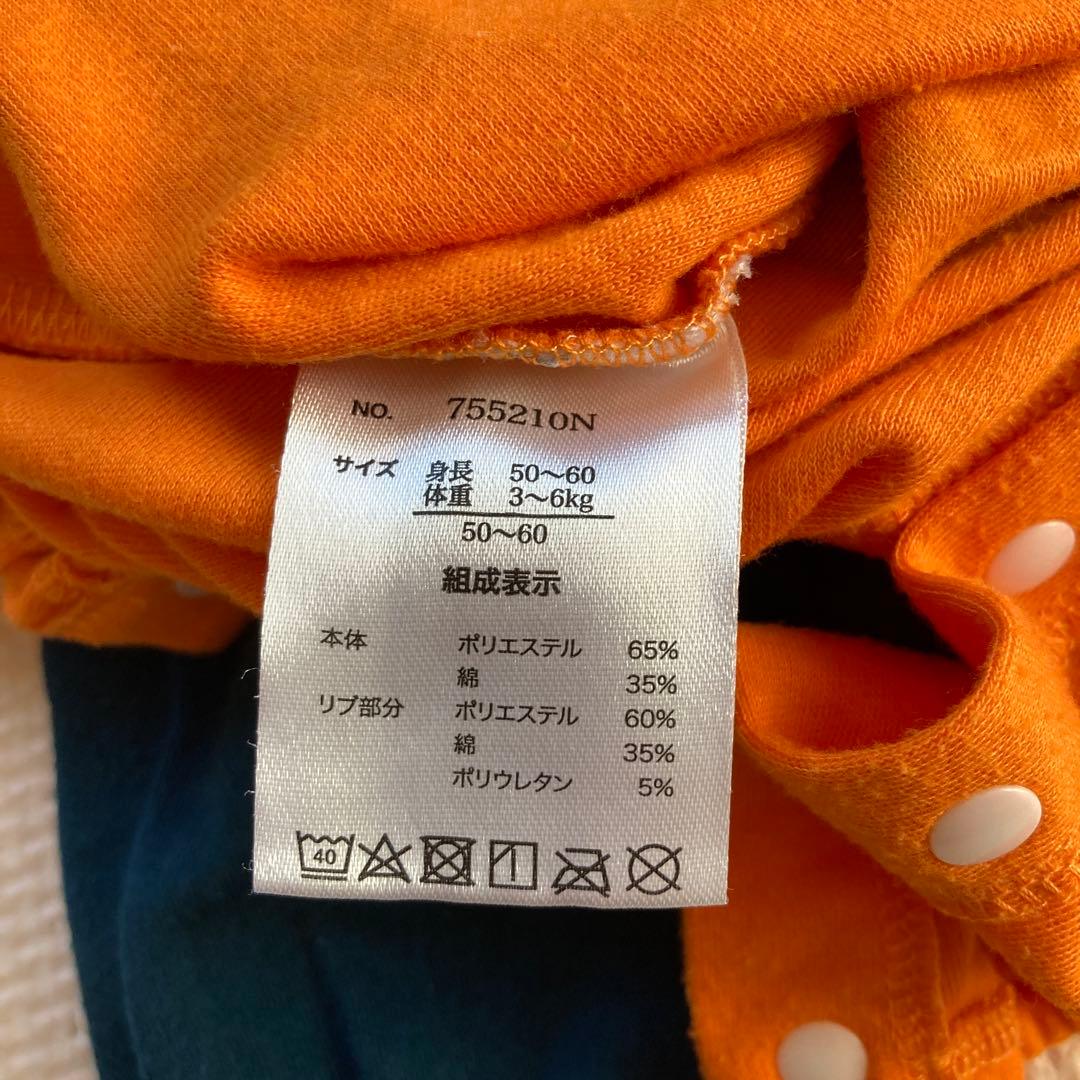 NO. 755210N
サイズ 身長 50～60
体重 3～6kg
50～60
組成表示
本体 ポリエステル 65%
綿 35%
リブ部分 ポリエステル 60%
綿 35%
ポリウレタン 5%
40